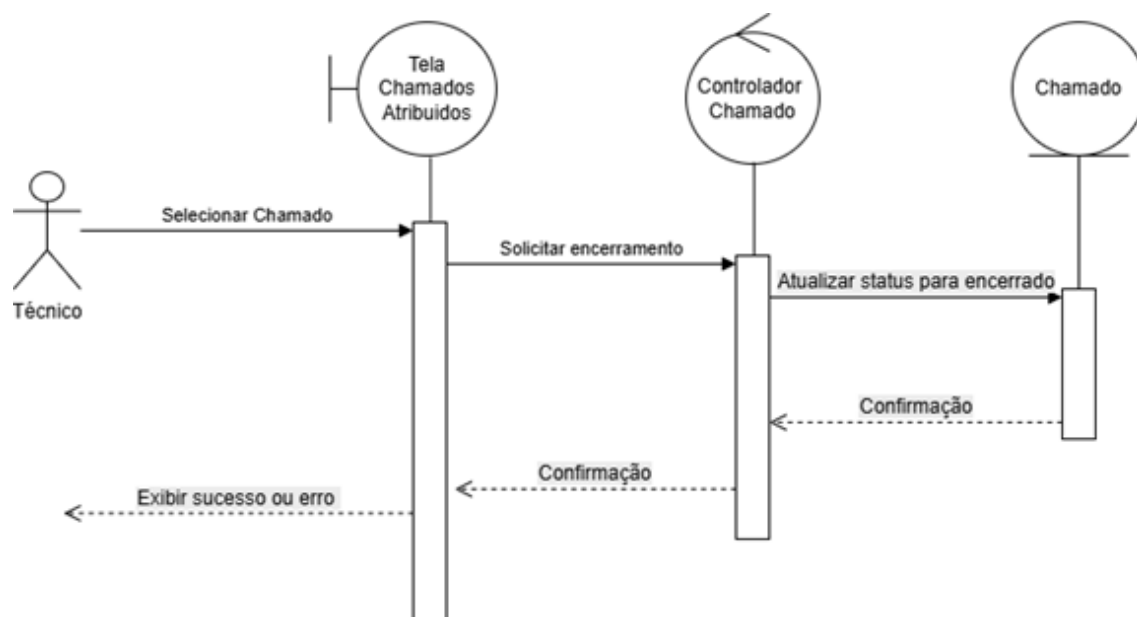 Tela
Chamados
Atribuidos
Controlador
Chamado
Chamado
Selecionar Chamado
Solicitar encerramento
Atualizar status para encerrado
Técnico
Confirmação
Confirmação
Exibir sucesso ou erro